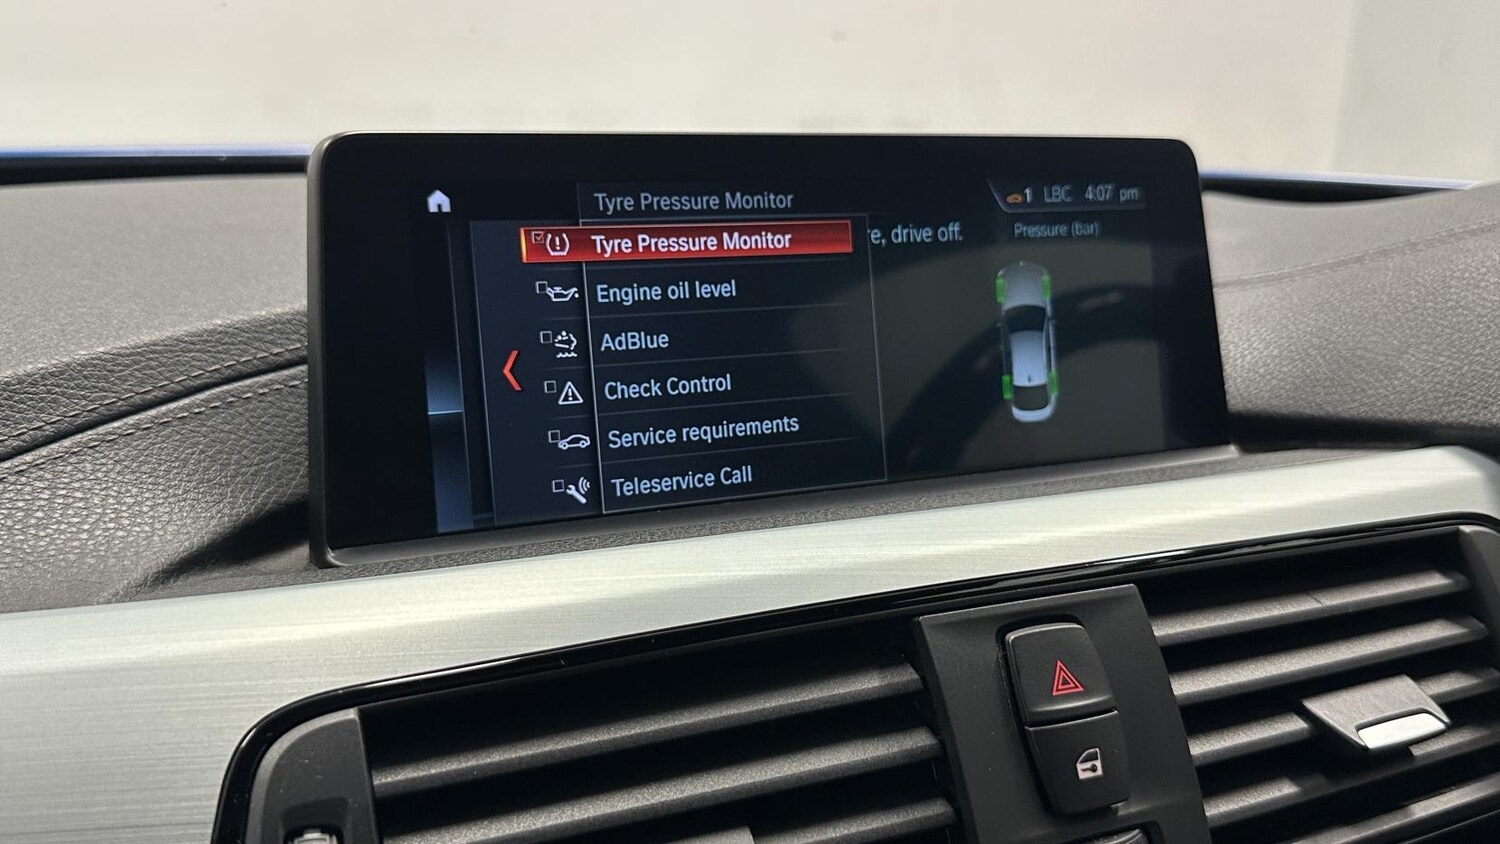 Tyre Pressure Monitor
1 LBC 4:07 pm
Tyre Pressure Monitor
e, drive off.
Pressure (bar)
Engine oil level
AdBlue
Check Control
Service requirements
Teleservice Call